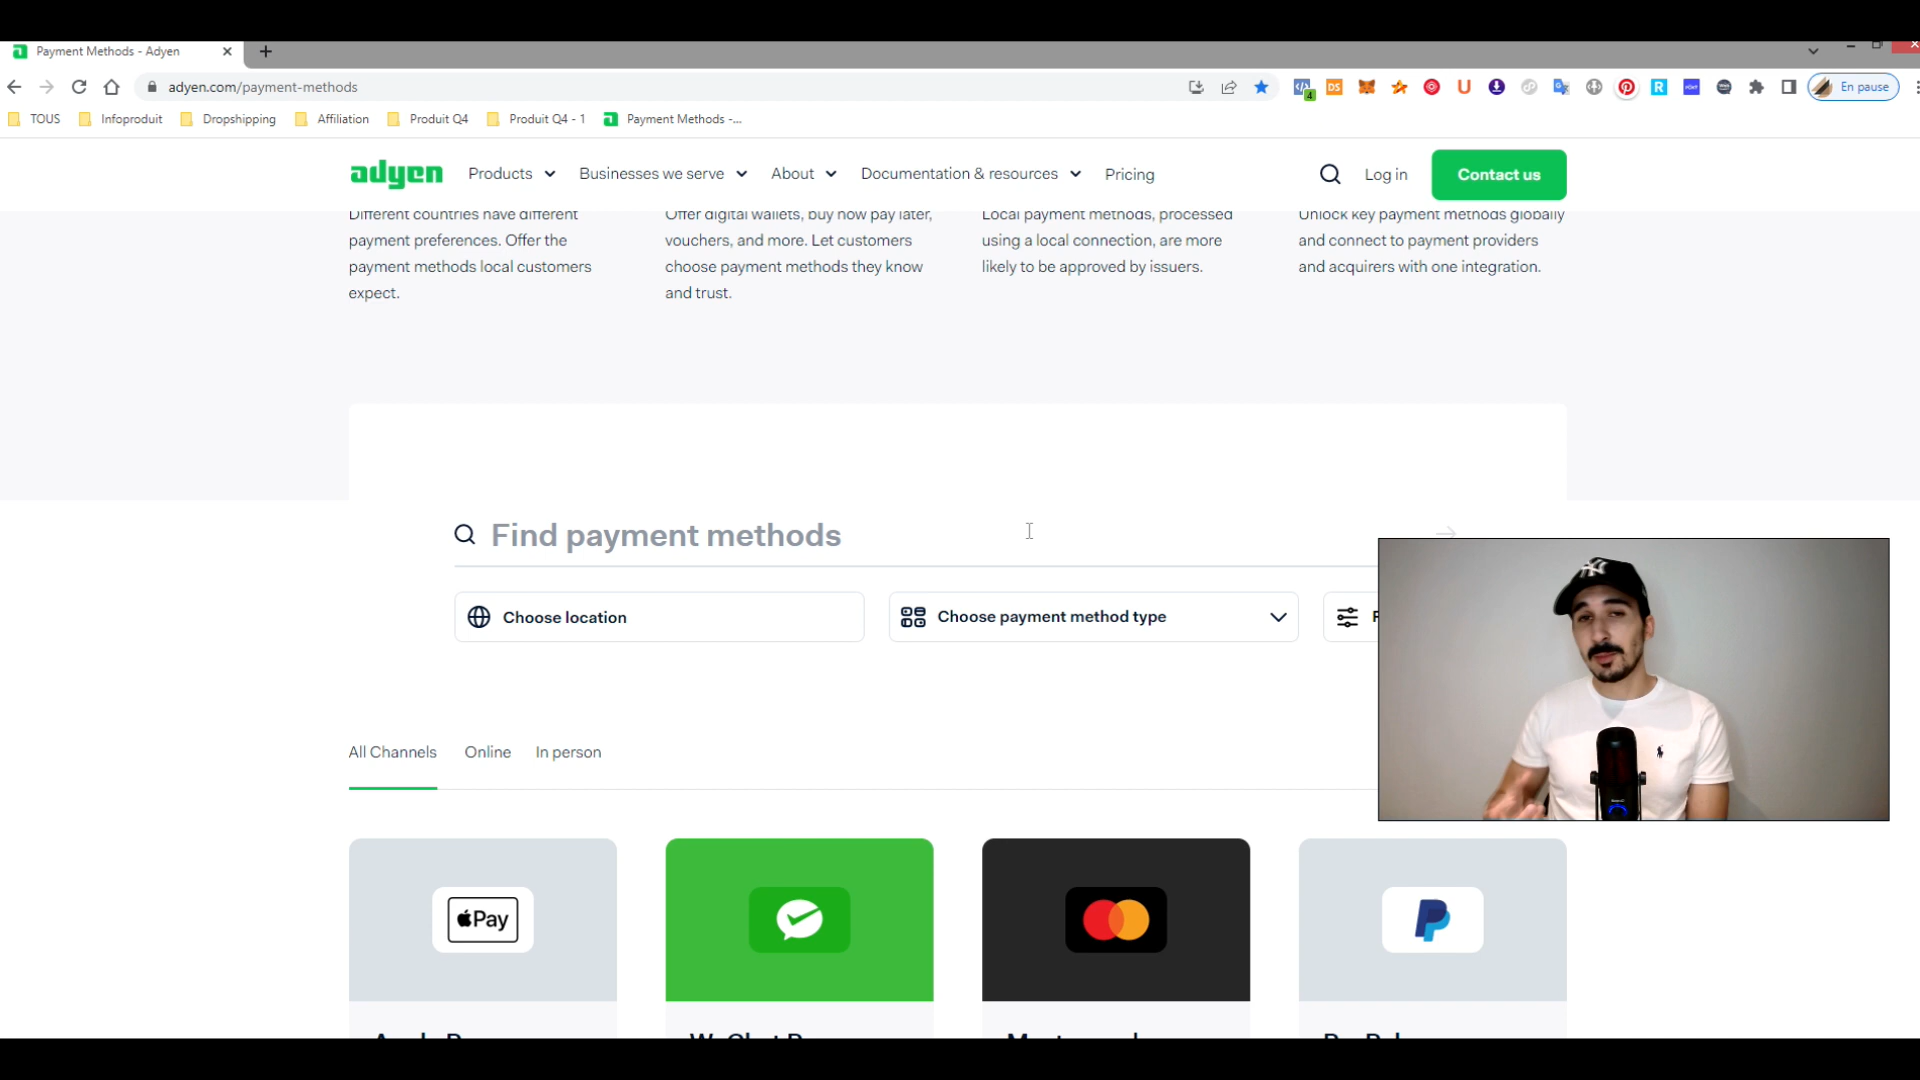 Payment Methods - Adyen
adyen.com/payment-methods
En pause
TOUS
Infoproduit
Dropshipping
Affiliation
Produit Q4
Produit Q4 - 1
Payment Methods -...
adyen
Products
Businesses we serve
About
Documentation & resources
Pricing
Log in
Contact us
Different countries have different
payment preferences. Offer the
payment methods local customers
expect.
Offer digital wallets, buy now pay later,
vouchers, and more. Let customers
choose payment methods they know
and trust.
Local payment methods, processed
using a local connection, are more
likely to be approved by issuers.
Unlock key payment methods globally
and connect to payment providers
and acquirers with one integration.
Find payment methods
Choose location
Choose payment method type
All Channels
Online
In person
Pay